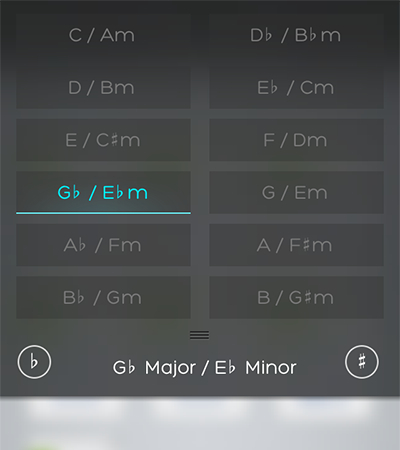 C / Am
D♭ / B♭m
D / Bm
E♭ / Cm
E / C♯m
F / Dm
G♭ / E♭m
G / Em
A♭ / Fm
A / F♯m
B♭ / Gm
B / G♯m
♭
G♭ Major / E♭ Minor
♯